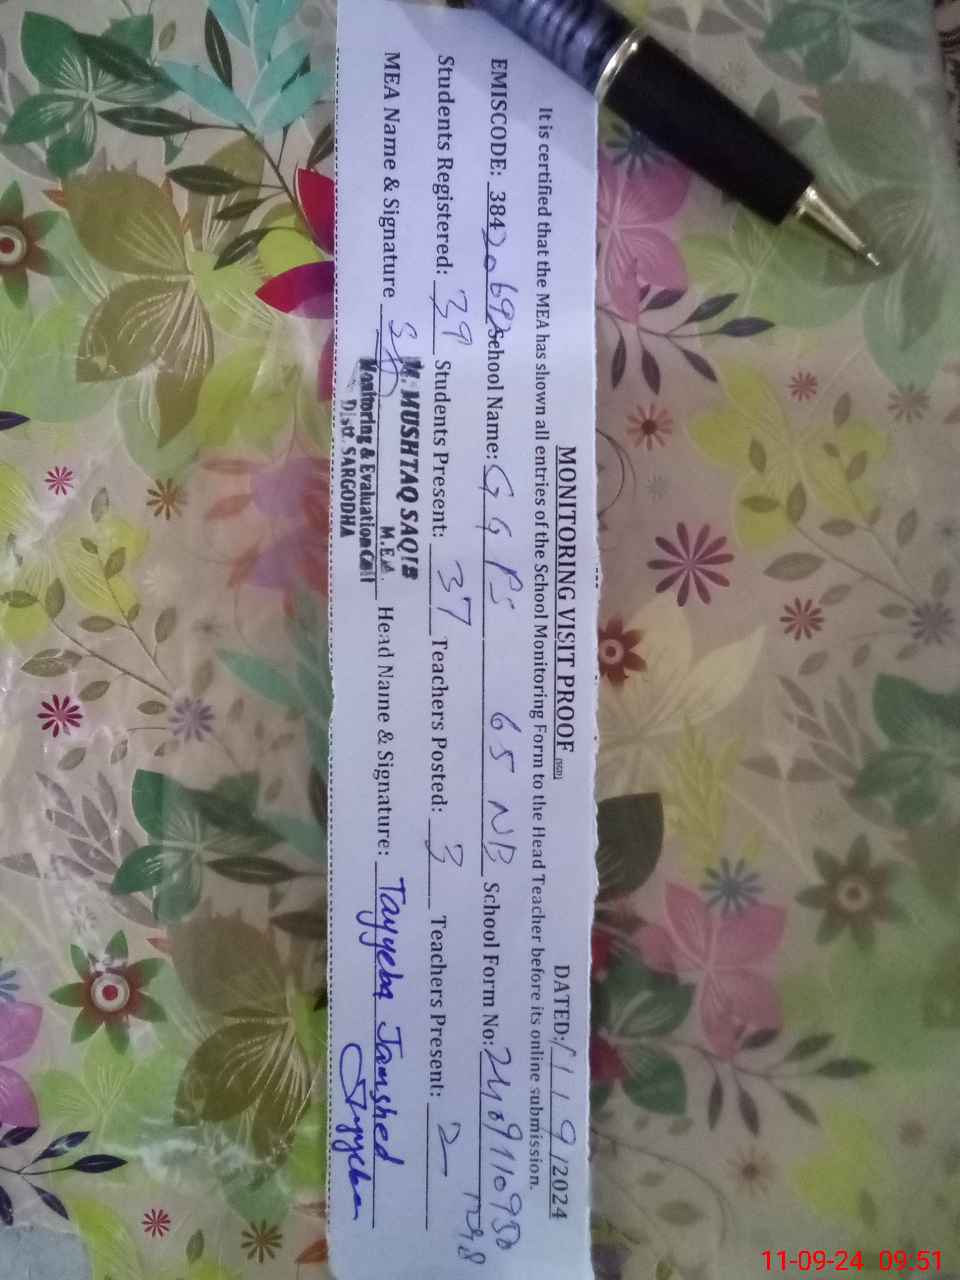 MONITORING VISIT PROOF (SGD) DATED: 11/9/2024
It is certified that the MEA has shown all entries of the School Monitoring Form to the Head Teacher before its online submission.
EMISCODE: 384 School Name: GGPS 65 NB School Form No:
Students Registered: 39 Students Present: 37 Teachers Posted: 3 Teachers Present: 2
M. MUSHTAQ SAQIB
M.E.A.
MEA Name & Signature Head Name & Signature: Tayyeba Jamshed
Monitoring & Evaluation Cell
Distt. SARGODHA
11-09-24 09.51